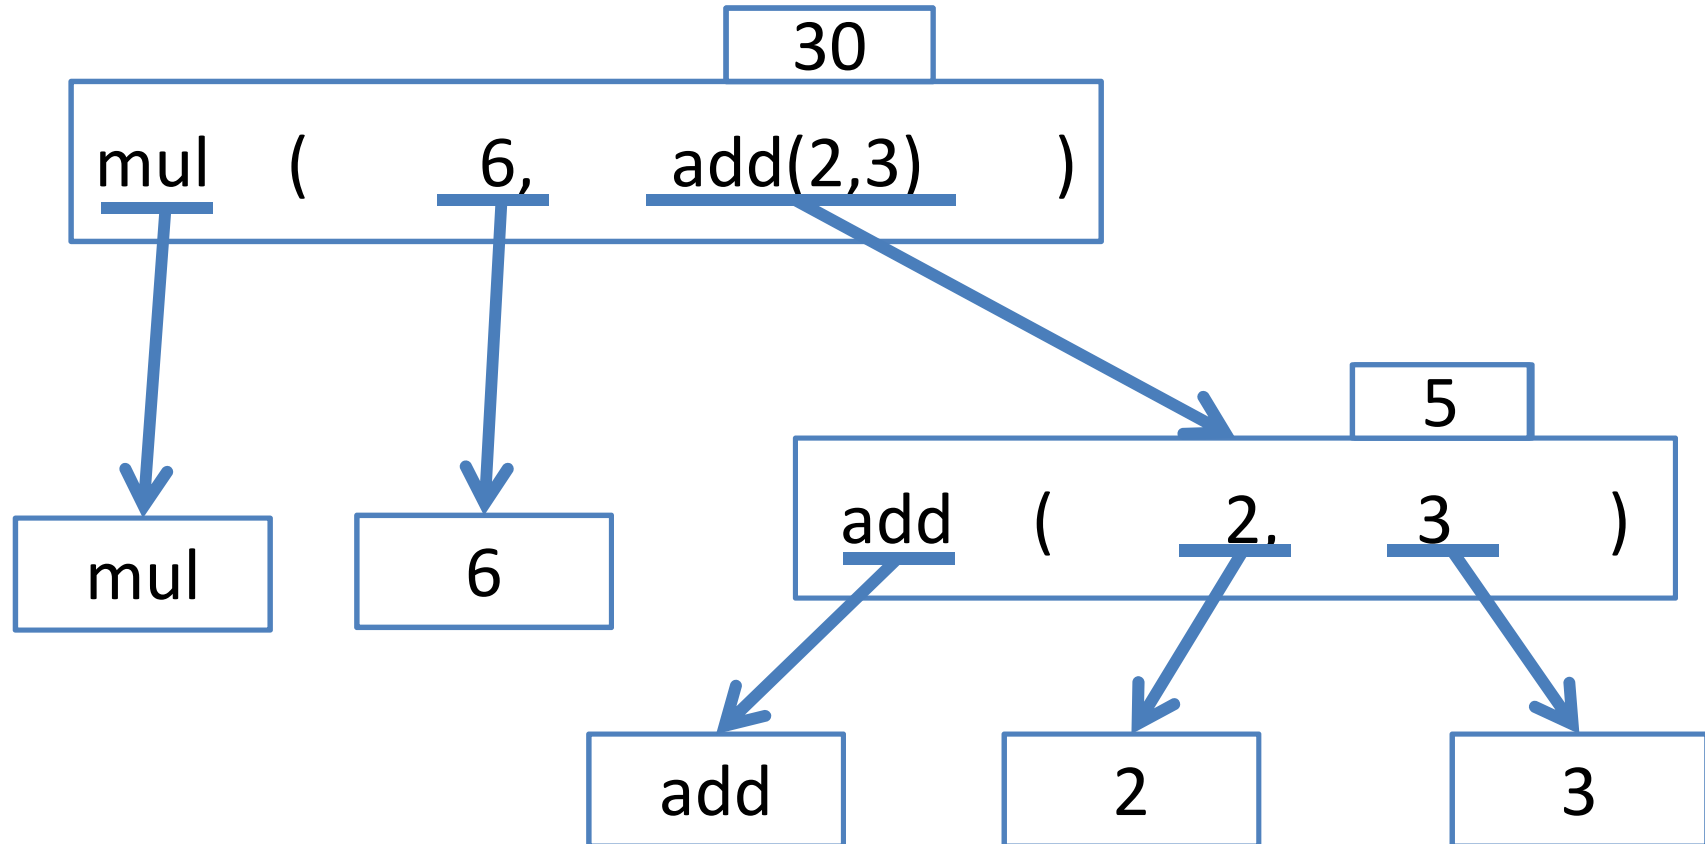 30
mul ( 6, add(2,3) )
5
add ( 2, 3 )
mul
6
add
2
3